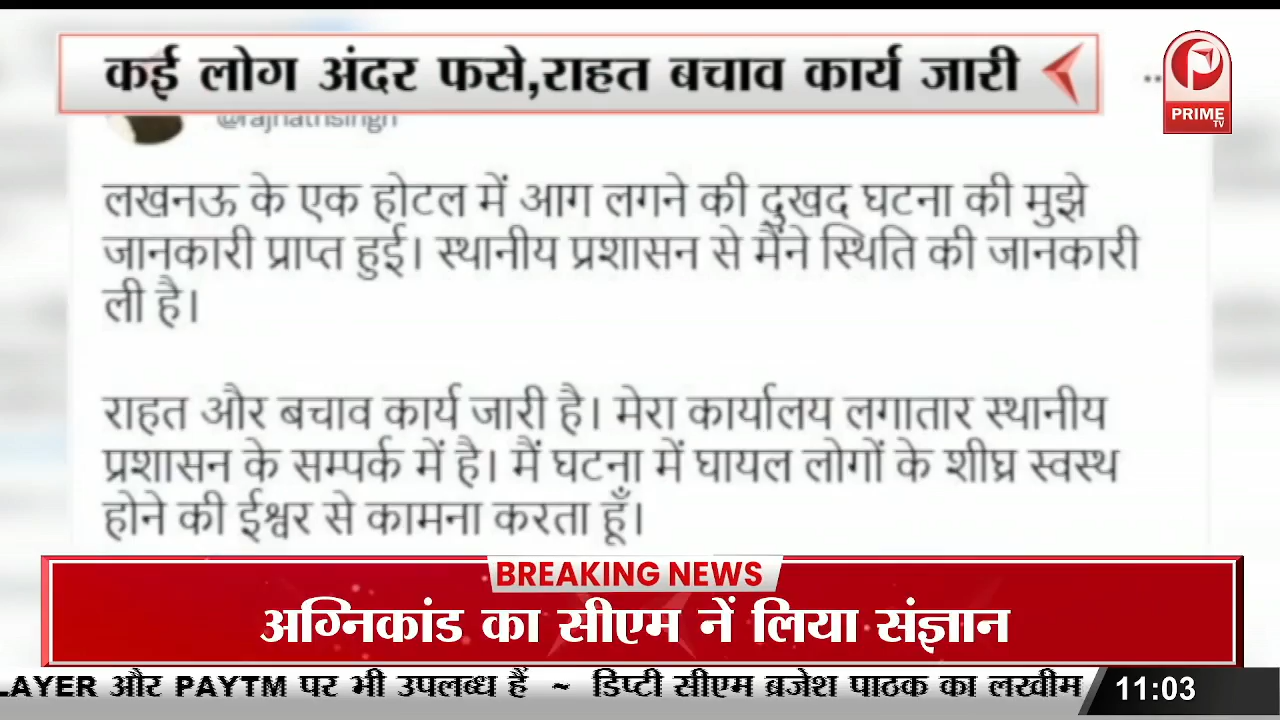 कई लोग अंदर फसे,राहत बचाव कार्य जारी
PRIME
TV
@rajnathsingh
लखनऊ के एक होटल में आग लगने की दुखद घटना की मुझे
जानकारी प्राप्त हुई। स्थानीय प्रशासन से मैंने स्थिति की जानकारी
ली है।
राहत और बचाव कार्य जारी है। मेरा कार्यालय लगातार स्थानीय
प्रशासन के सम्पर्क में है। मैं घटना में घायल लोगों के शीघ्र स्वस्थ
होने की ईश्वर से कामना करता हूँ।
BREAKING NEWS
अग्निकांड का सीएम नें लिया संज्ञान
LAYER और PAYTM पर भी उपलब्ध हैं ~ डिप्टी सीएम ब्रजेश पाठक का लखीम
11:03